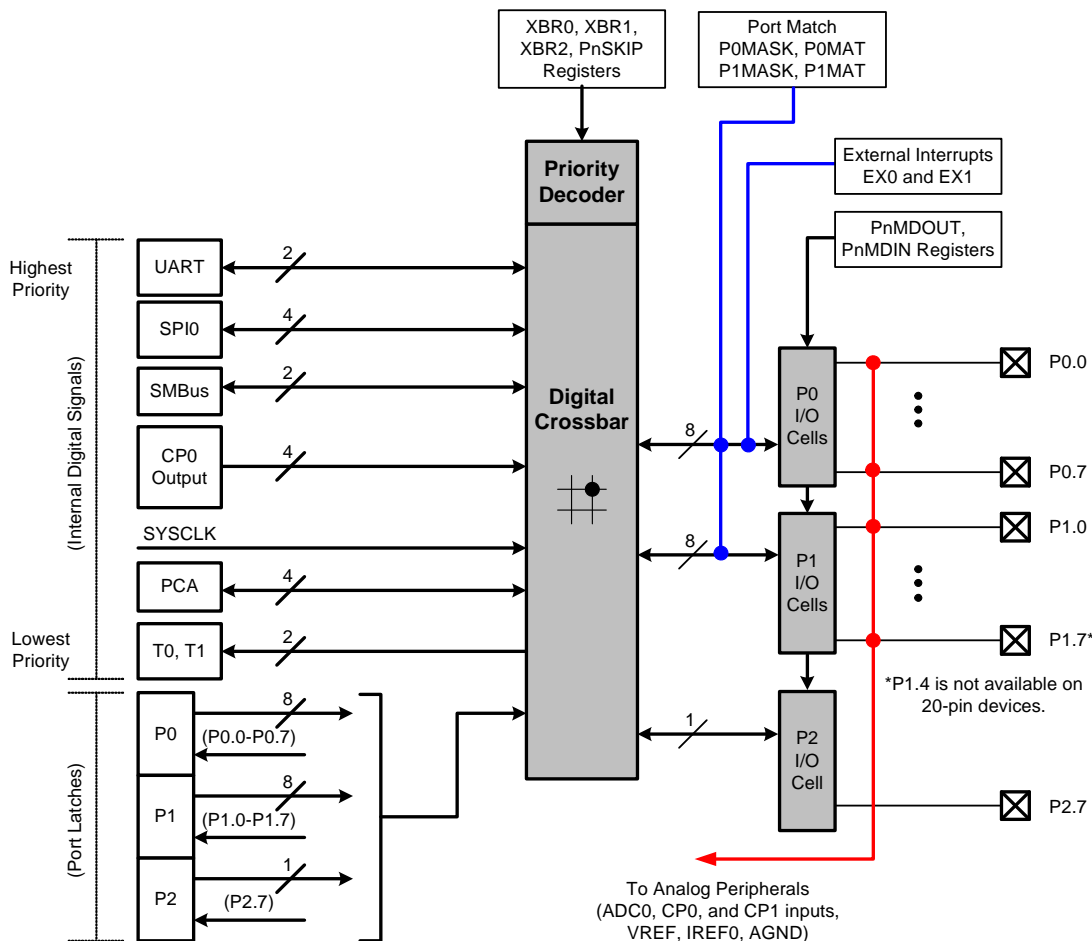 XBR0, XBR1,
XBR2, PnSKIP
Registers
Port Match
P0MASK, P0MAT
P1MASK, P1MAT
External Interrupts
EX0 and EX1
Priority
Decoder
PnMDOUT,
PnMDIN Registers
Highest
Priority
(Internal Digital Signals)
UART
2
SPI0
4
SMBus
2
CP0
Output
4
SYSCLK
PCA
4
Lowest
Priority
T0, T1
2
Digital
Crossbar
8
8
1
P0
I/O
Cells
P0.0
P0.7
P1
I/O
Cells
P1.0
P1.7*
*P1.4 is not available on
20-pin devices.
P2
I/O
Cell
P2.7
(Port Latches)
P0
8
(P0.0-P0.7)
P1
8
(P1.0-P1.7)
P2
1
(P2.7)
To Analog Peripherals
(ADC0, CP0, and CP1 inputs,
VREF, IREF0, AGND)